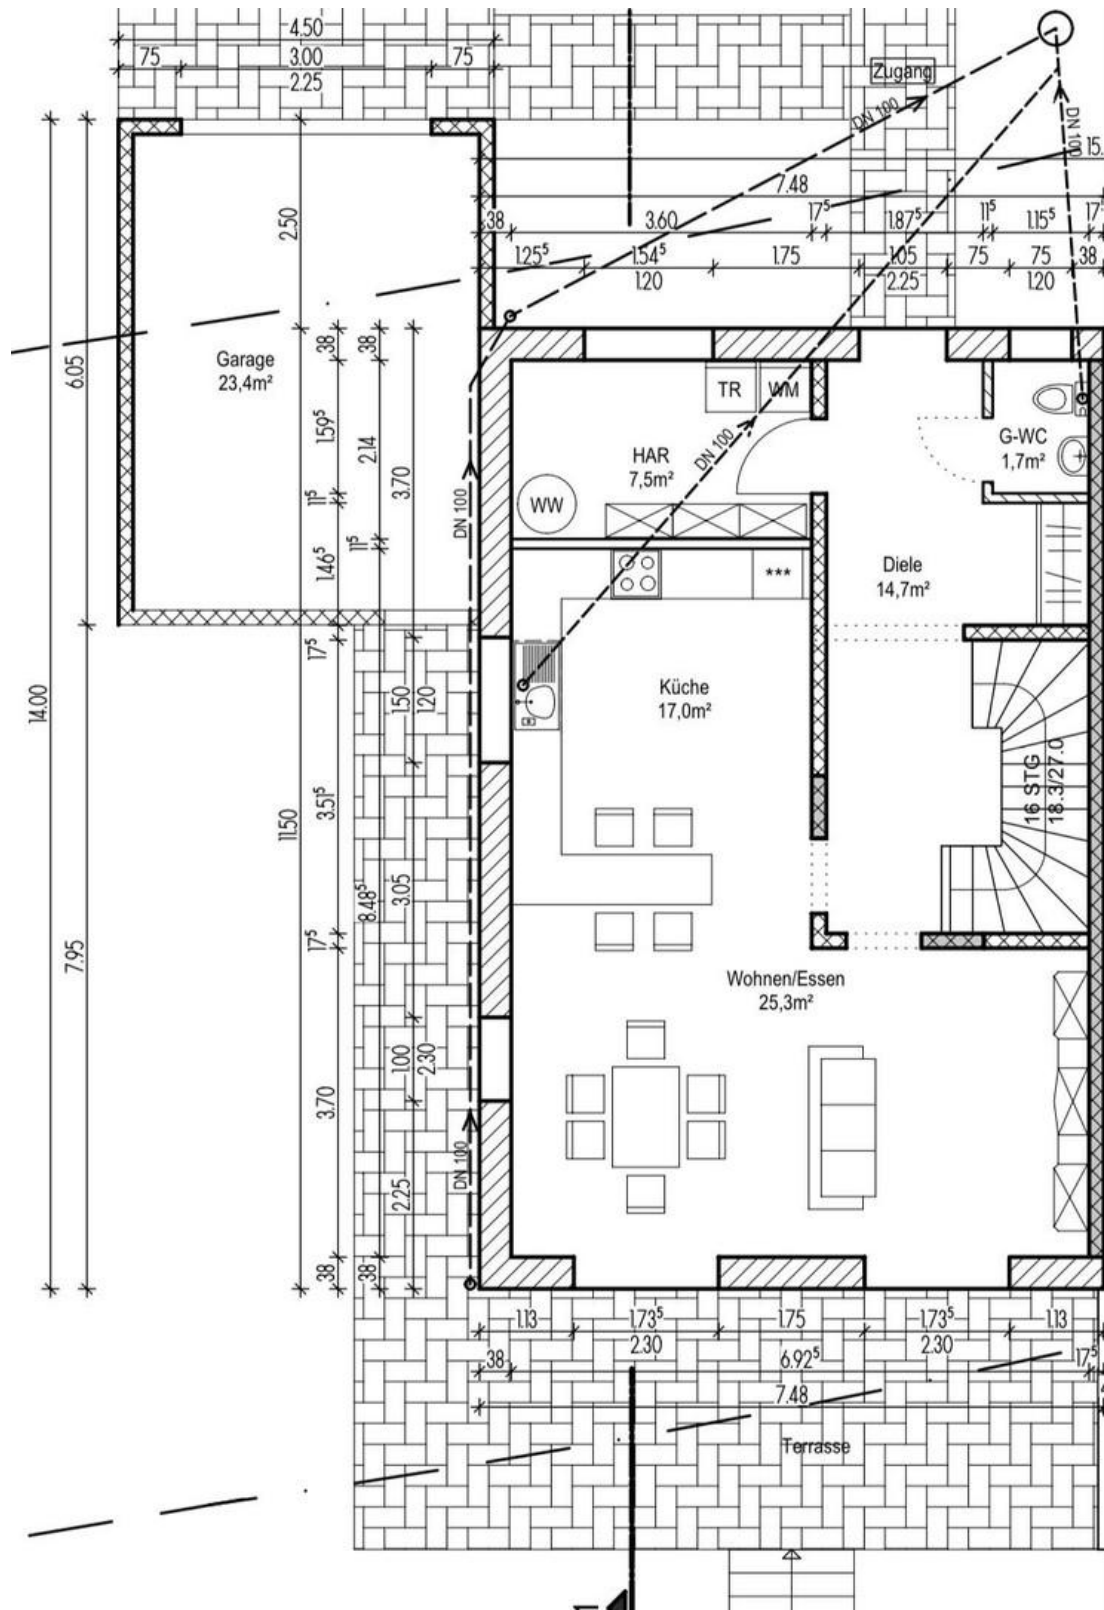 4.50
75
3.00
75
2.25
Zugang
DN 100
DN 100
15.
7.48
38
3.60
17⁵
1.87⁵
11⁵
1.15⁵
17⁵
1.25⁵
1.54⁵
1.75
1.05
75
75
38
1.20
2.25
1.20
2.50
38
38
Garage
23,4m²
6.05
1.59⁵
2.14
3.70
11⁵
11⁵
1.46⁵
DN 100
TR
WM
HAR
7,5m²
DN 100
WW
G-WC
1,7m²
Diele
14,7m²
***
17⁵
1.50
1.20
Küche
17,0m²
14.00
16 STG
18.3/27.0
11.50
3.51⁵
8.48⁵
3.05
17⁵
7.95
Wohnen/Essen
25,3m²
1.00
2.30
3.70
DN 100
2.25
38
38
1.13
1.73⁵
1.75
1.73⁵
1.13
2.30
2.30
38
6.92⁵
17⁵
7.48
Terrasse